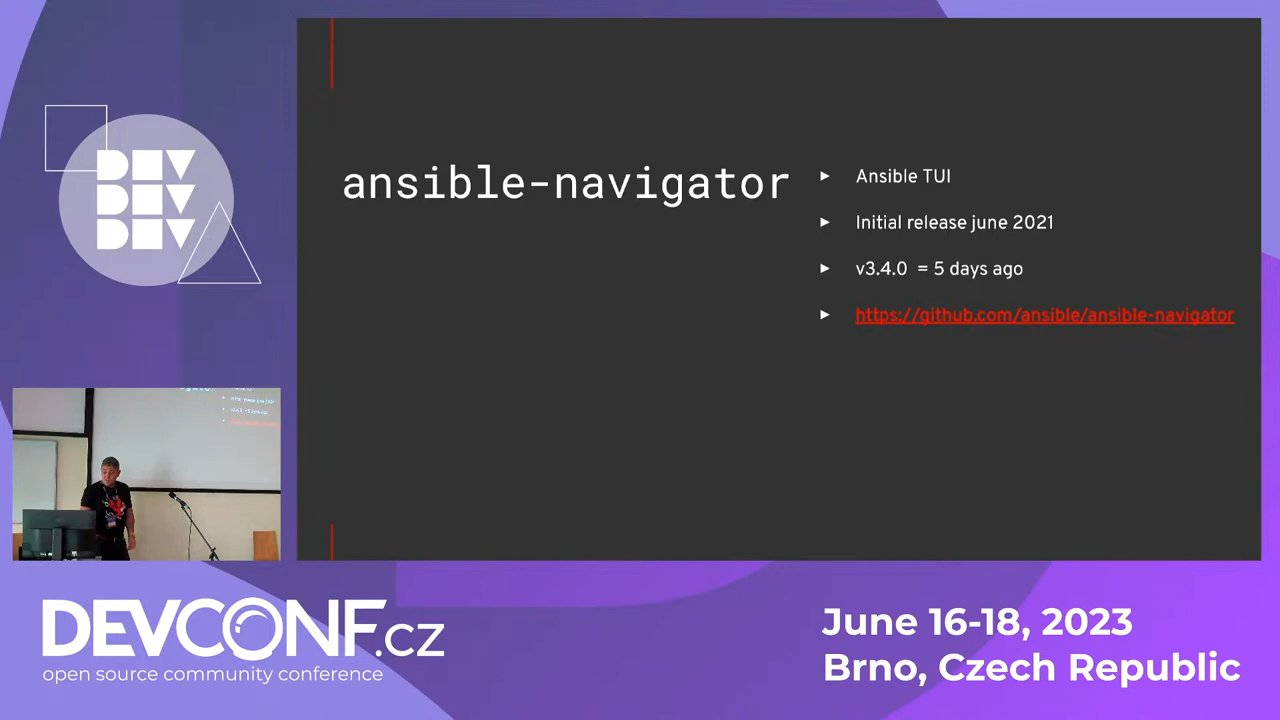 DEV
DEV
DEV
ansible-navigator
Ansible TUI
Initial release june 2021
v3.4.0 = 5 days ago
https://github.com/ansible/ansible-navigator
DEVCONF.cz
open source community conference
June 16-18, 2023
Brno, Czech Republic